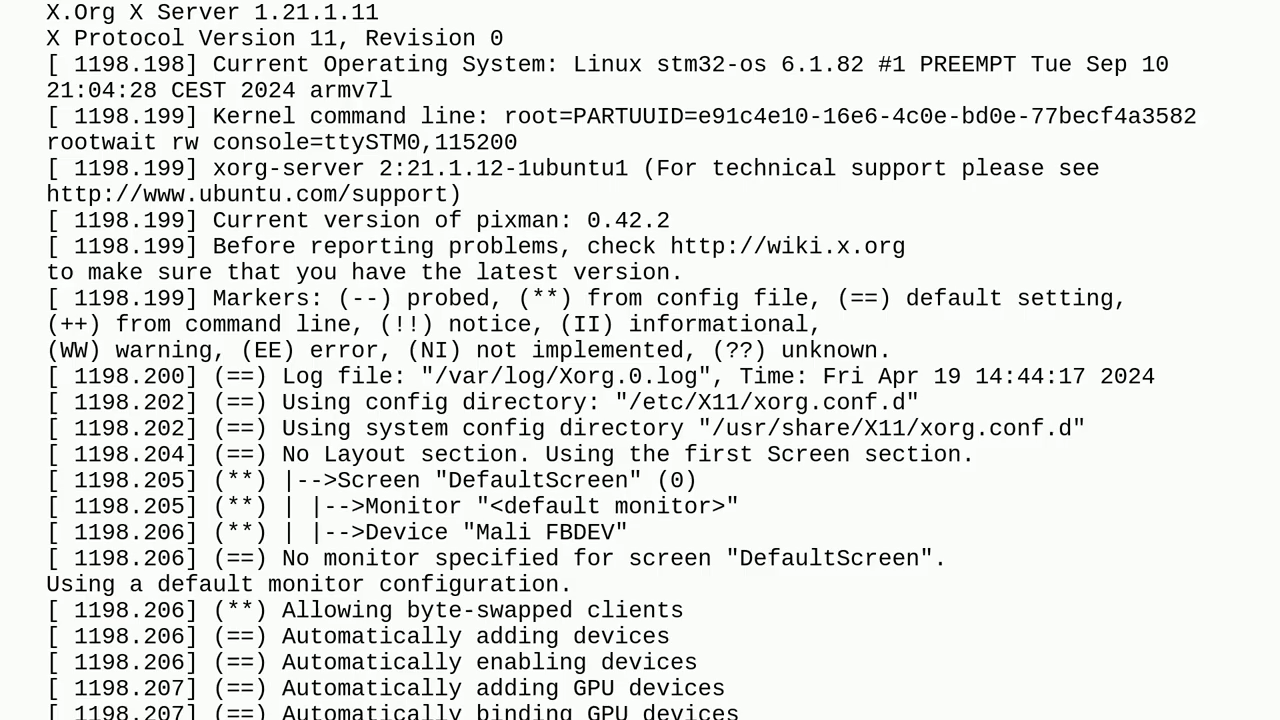 X.Org X Server 1.21.1.11
X Protocol Version 11, Revision 0
[ 1198.198] Current Operating System: Linux stm32-os 6.1.82 #1 PREEMPT Tue Sep 10
21:04:28 CEST 2024 armv7l
[ 1198.199] Kernel command line: root=PARTUUID=e91c4e10-16e6-4c0e-bd0e-77becf4a3582
rootwait rw console=ttySTM0,115200
[ 1198.199] xorg-server 2:21.1.12-1ubuntu1 (For technical support please see
http://www.ubuntu.com/support)
[ 1198.199] Current version of pixman: 0.42.2
[ 1198.199] Before reporting problems, check http://wiki.x.org
to make sure that you have the latest version.
[ 1198.199] Markers: (--) probed, (**) from config file, (==) default setting,
(++) from command line, (!!) notice, (II) informational,
(WW) warning, (EE) error, (NI) not implemented, (??) unknown.
[ 1198.200] (==) Log file: "/var/log/Xorg.0.log", Time: Fri Apr 19 14:44:17 2024
[ 1198.202] (==) Using config directory: "/etc/X11/xorg.conf.d"
[ 1198.202] (==) Using system config directory "/usr/share/X11/xorg.conf.d"
[ 1198.204] (==) No Layout section. Using the first Screen section.
[ 1198.205] (**) |-->Screen "DefaultScreen" (0)
[ 1198.205] (**) | |-->Monitor "<default monitor>"
[ 1198.206] (**) | |-->Device "Mali FBDEV"
[ 1198.206] (==) No monitor specified for screen "DefaultScreen".
Using a default monitor configuration.
[ 1198.206] (**) Allowing byte-swapped clients
[ 1198.206] (==) Automatically adding devices
[ 1198.206] (==) Automatically enabling devices
[ 1198.207] (==) Automatically adding GPU devices
[ 1198.207] (==) Automatically binding GPU devices